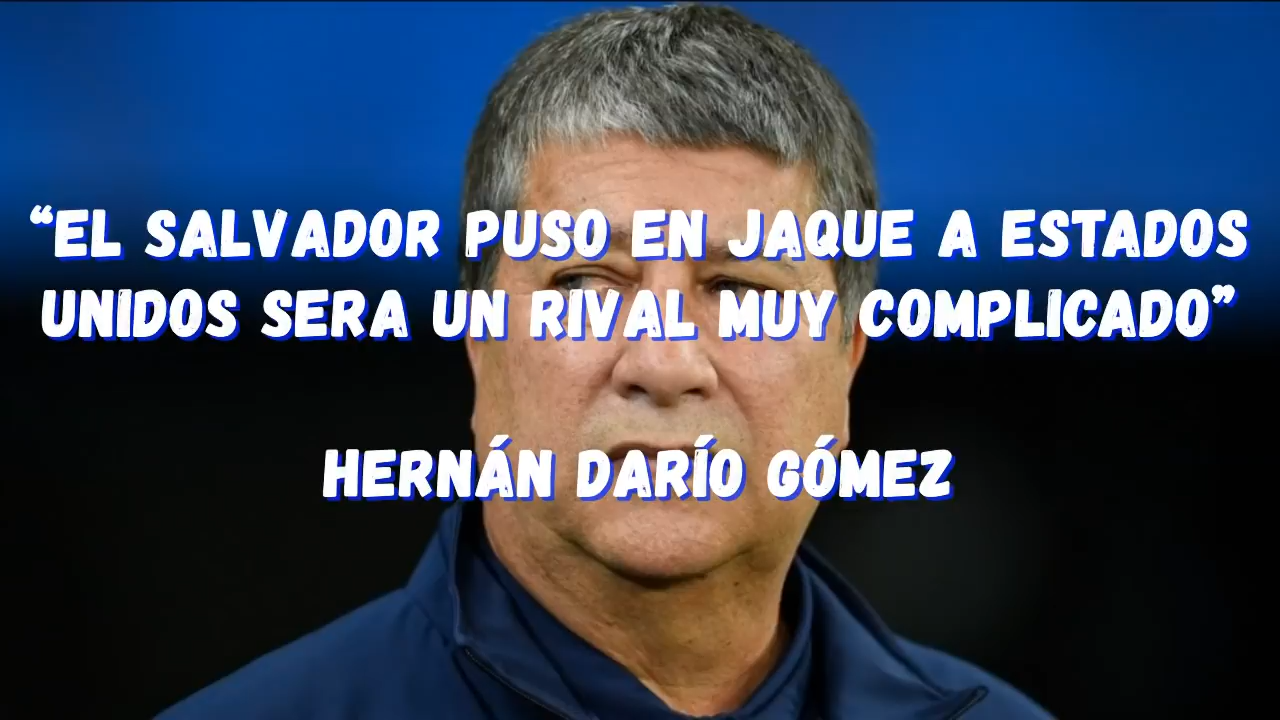 “EL SALVADOR PUSO EN JAQUE A ESTADOS
UNIDOS SERA UN RIVAL MUY COMPLICADO”
HERNÁN DARÍO GÓMEZ